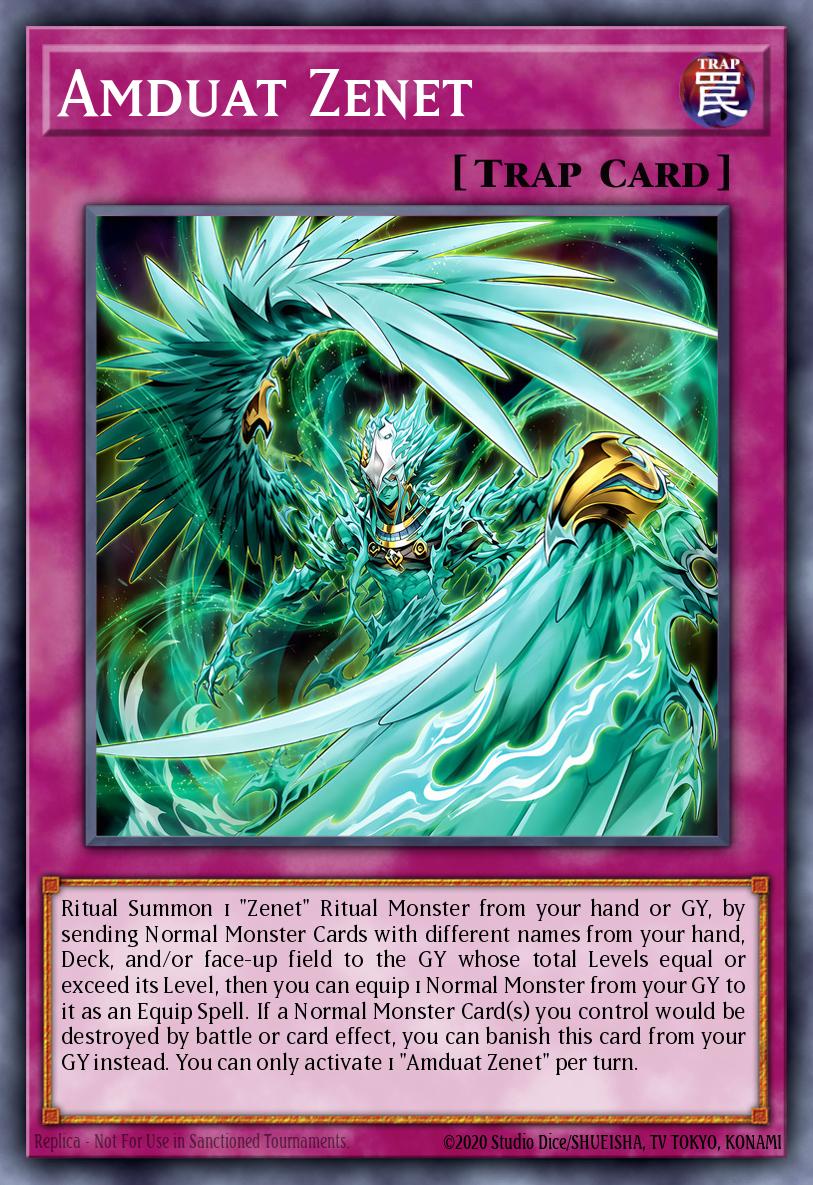 Amduat Zenet
TRAP
罠
[Trap Card]
Ritual Summon 1 "Zenet" Ritual Monster from your hand or GY, by
sending Normal Monster Cards with different names from your hand,
Deck, and/or face-up field to the GY whose total Levels equal or
exceed its Level, then you can equip 1 Normal Monster from your GY to
it as an Equip Spell. If a Normal Monster Card(s) you control would be
destroyed by battle or card effect, you can banish this card from your
GY instead. You can only activate 1 "Amduat Zenet" per turn.
Replica - Not For Use in Sanctioned Tournaments.
©2020 Studio Dice/SHUEISHA, TV TOKYO, KONAMI